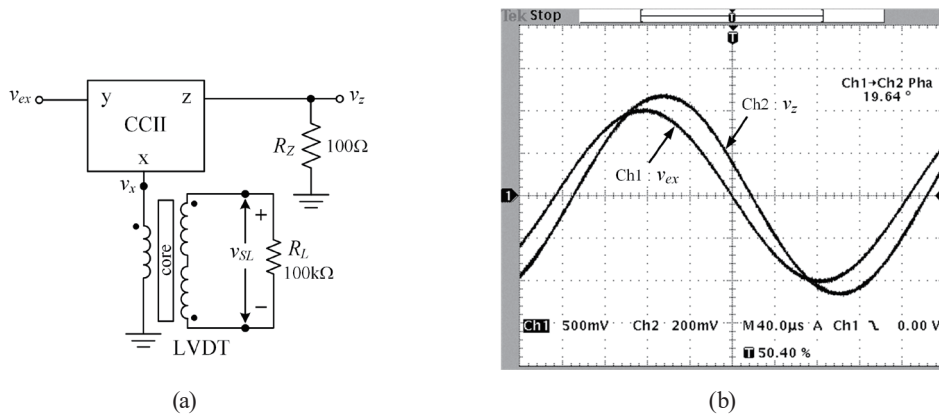 v_ex
y
z
v_z
CCII
x
R_Z
100Ω
v_x
core
+
v_SL
−
R_L
100kΩ
LVDT
(a)
Tek Stop
T
T
Ch1→Ch2 Pha
19.64 °
Ch2 : v_z
Ch1 : v_ex
1
Ch1 500mV Ch2 200mV M 40.0µs A Ch1 0.00 V
T 50.40 %
(b)